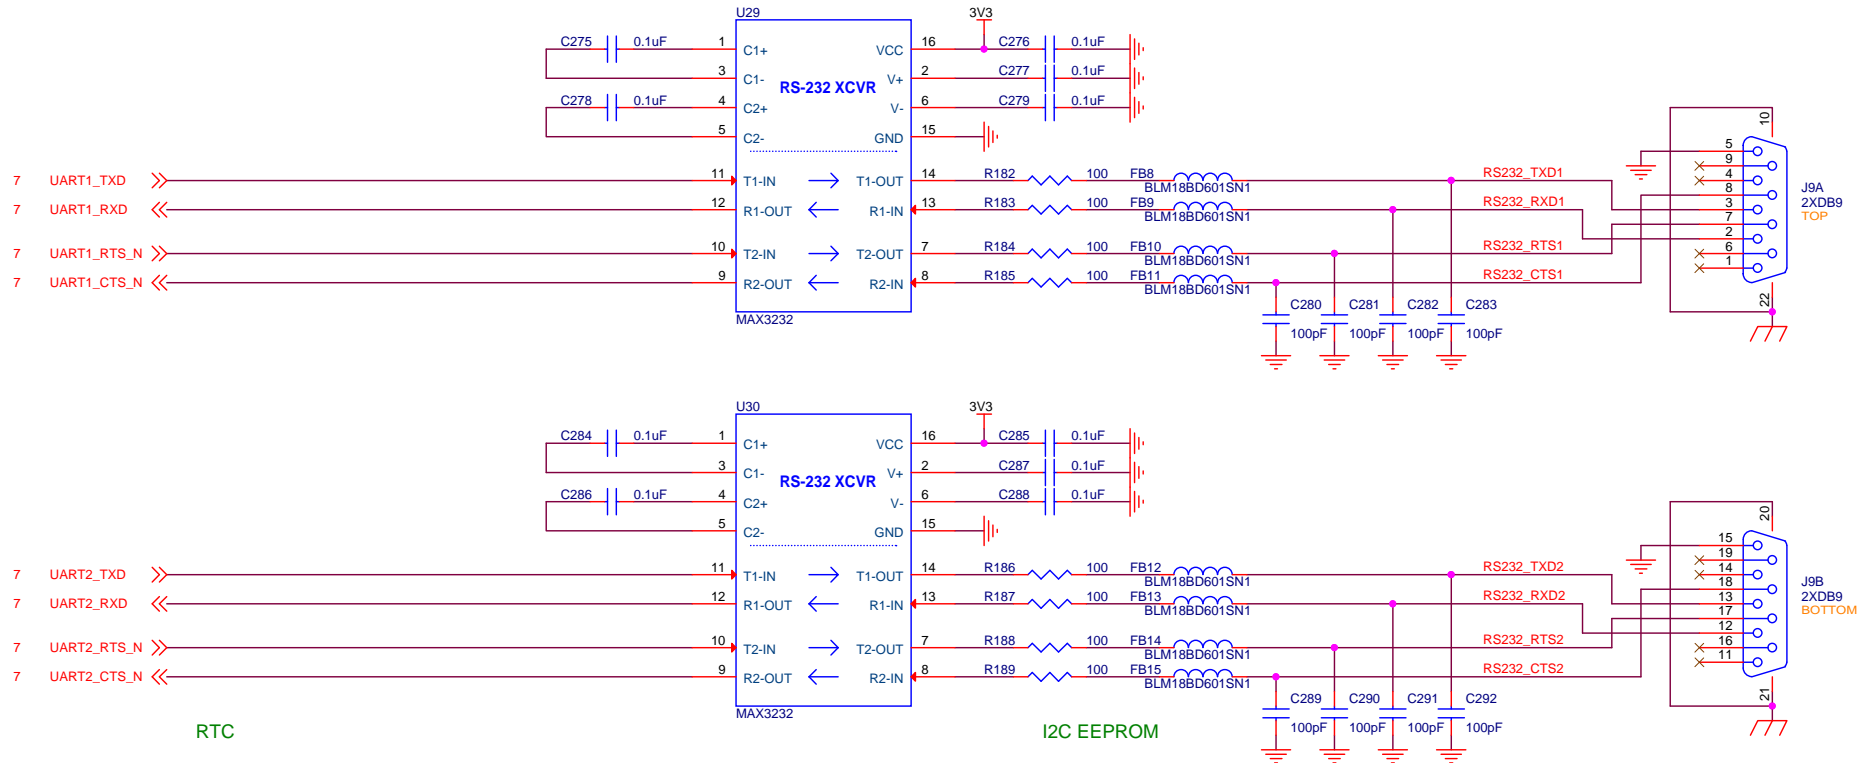 U29
3V3
C275 0.1uF 1 C1+ VCC 16 C276 0.1uF
3 C1- V+ 2 C277 0.1uF
RS-232 XCVR
C278 0.1uF 4 C2+ V- 6 C279 0.1uF
5 C2- GND 15
10
7 UART1_TXD 11 T1-IN T1-OUT 14 R182 100 FB8 BLM18BD601SN1 RS232_TXD1
7 UART1_RXD 12 R1-OUT R1-IN 13 R183 100 FB9 BLM18BD601SN1 RS232_RXD1
7 UART1_RTS_N 10 T2-IN T2-OUT 7 R184 100 FB10 BLM18BD601SN1 RS232_RTS1
7 UART1_CTS_N 9 R2-OUT R2-IN 8 R185 100 FB11 BLM18BD601SN1 RS232_CTS1
5
9
4
8
3
7
2
6
1
J9A
2XDB9
TOP
22
MAX3232
C280 C281 C282 C283
100pF 100pF 100pF 100pF
U30
3V3
C284 0.1uF 1 C1+ VCC 16 C285 0.1uF
3 C1- V+ 2 C287 0.1uF
RS-232 XCVR
C286 0.1uF 4 C2+ V- 6 C288 0.1uF
5 C2- GND 15
20
7 UART2_TXD 11 T1-IN T1-OUT 14 R186 100 FB12 BLM18BD601SN1 RS232_TXD2
7 UART2_RXD 12 R1-OUT R1-IN 13 R187 100 FB13 BLM18BD601SN1 RS232_RXD2
7 UART2_RTS_N 10 T2-IN T2-OUT 7 R188 100 FB14 BLM18BD601SN1 RS232_RTS2
7 UART2_CTS_N 9 R2-OUT R2-IN 8 R189 100 FB15 BLM18BD601SN1 RS232_CTS2
15
19
14
18
13
17
12
16
11
J9B
2XDB9
BOTTOM
21
MAX3232
C289 C290 C291 C292
100pF 100pF 100pF 100pF
RTC
I2C EEPROM